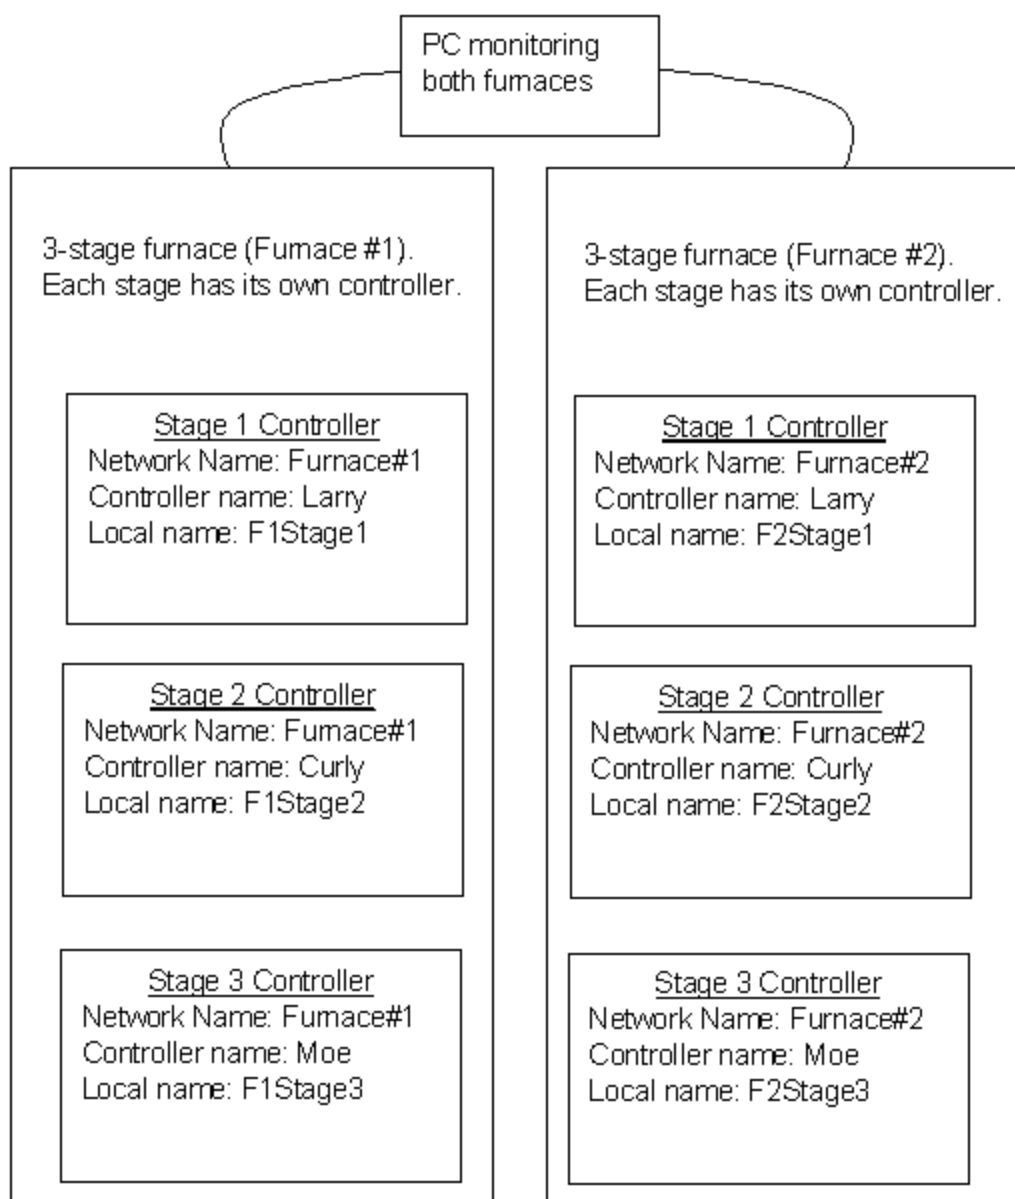 PC monitoring
both furnaces
3-stage furnace (Furnace #1).
Each stage has its own controller.
Stage 1 Controller
Network Name: Furnace#1
Controller name: Larry
Local name: F1Stage1
Stage 2 Controller
Network Name: Furnace#1
Controller name: Curly
Local name: F1Stage2
Stage 3 Controller
Network Name: Furnace#1
Controller name: Moe
Local name: F1Stage3
3-stage furnace (Furnace #2).
Each stage has its own controller.
Stage 1 Controller
Network Name: Furnace#2
Controller name: Larry
Local name: F2Stage1
Stage 2 Controller
Network Name: Furnace#2
Controller name: Curly
Local name: F2Stage2
Stage 3 Controller
Network Name: Furnace#2
Controller name: Moe
Local name: F2Stage3